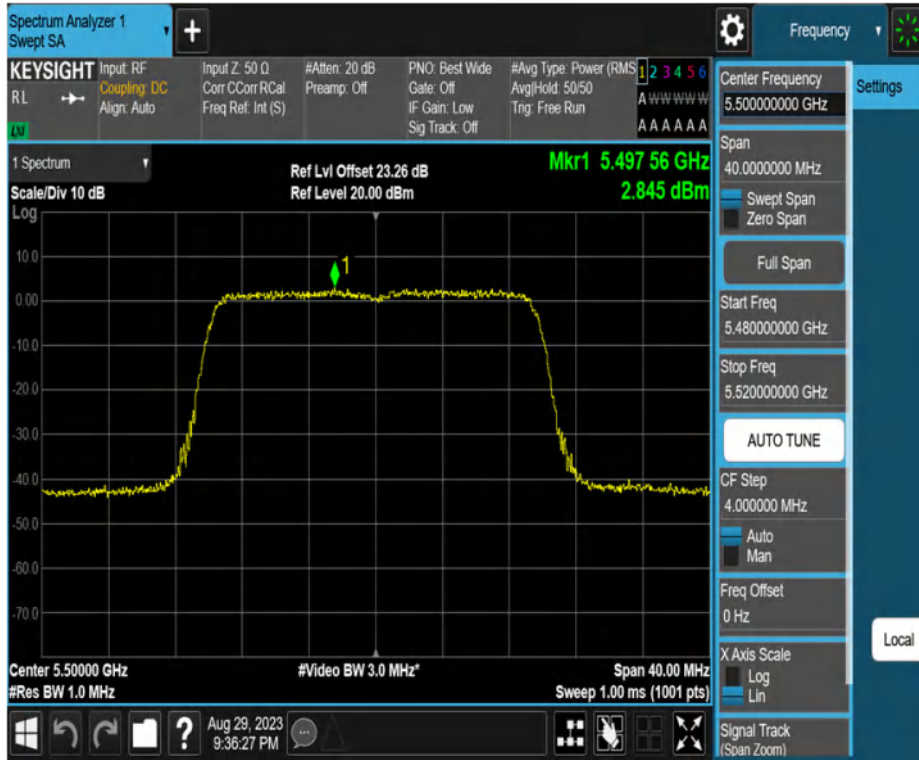 Spectrum Analyzer 1
Swept SA
Frequency
KEYSIGHT
RL
LXI
Input: RF
Coupling: DC
Align: Auto
Input Z: 50 Ω
Corr CCorr RCal
Freq Ref: Int (S)
#Atten: 20 dB
Preamp: Off
PNO: Best Wide
Gate: Off
IF Gain: Low
Sig Track: Off
#Avg Type: Power (RMS
Avg|Hold: 50/50
Trig: Free Run
1 2 3 4 5 6
A W W W W W
A A A A A A
1 Spectrum
Scale/Div 10 dB
Log
Ref Lvl Offset 23.26 dB
Ref Level 20.00 dBm
Mkr1 5.497 56 GHz
2.845 dBm
1
10.0
0.00
-10.0
-20.0
-30.0
-40.0
-50.0
-60.0
-70.0
Center 5.50000 GHz
#Res BW 1.0 MHz
#Video BW 3.0 MHz*
Span 40.00 MHz
Sweep 1.00 ms (1001 pts)
?
Aug 29, 2023
9:36:27 PM
Center Frequency
5.500000000 GHz
Span
40.0000000 MHz
Swept Span
Zero Span
Full Span
Start Freq
5.480000000 GHz
Stop Freq
5.520000000 GHz
AUTO TUNE
CF Step
4.000000 MHz
Auto
Man
Freq Offset
0 Hz
X Axis Scale
Log
Lin
Signal Track
(Span Zoom)
Settings
Local